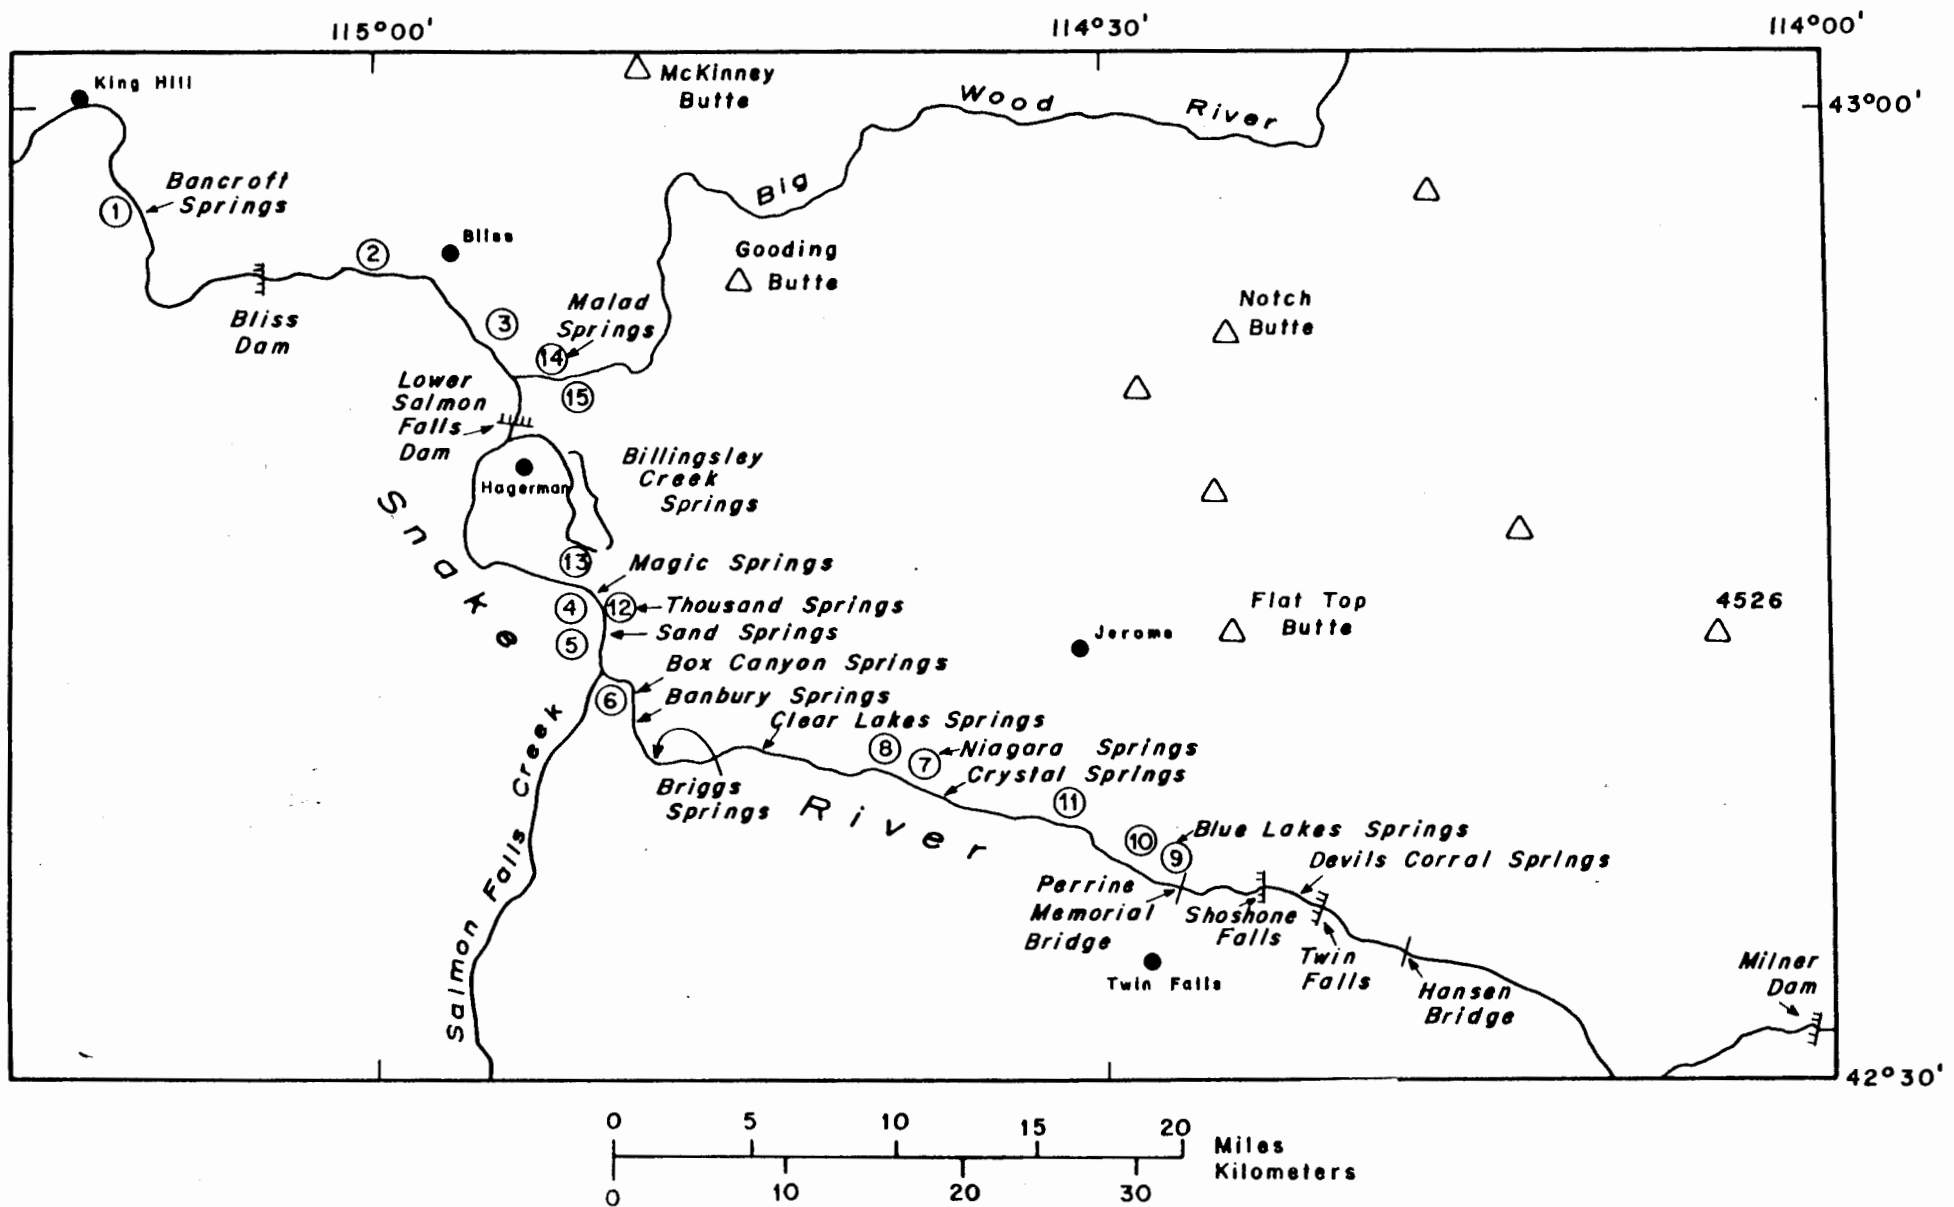 115°00'
114°30'
114°00'
King Hill
McKinney
Butte
Wood
River
43°00'
Bancroft
Springs
1
Big
2
Bliss
Gooding
Butte
Bliss
Dam
3
Malad
Springs
14
15
Notch
Butte
Lower
Salmon
Falls
Dam
Hagerman
Billingsley
Creek
Springs
Snake
13
Magic Springs
4
12
Thousand Springs
5
Sand Springs
Flat Top
Butte
4526
Jerome
Box Canyon Springs
6
Banbury Springs
Clear Lakes Springs
8
7
Niagara Springs
Crystal Springs
Briggs
Springs
River
11
10
9
Blue Lakes Springs
Devils Corral Springs
Perrine
Memorial
Bridge
Shoshone
Falls
Twin
Falls
Twin Falls
Hansen
Bridge
Milner
Dam
Salmon Falls Creek
42°30'
0 5 10 15 20
Miles
Kilometers
0 10 20 30